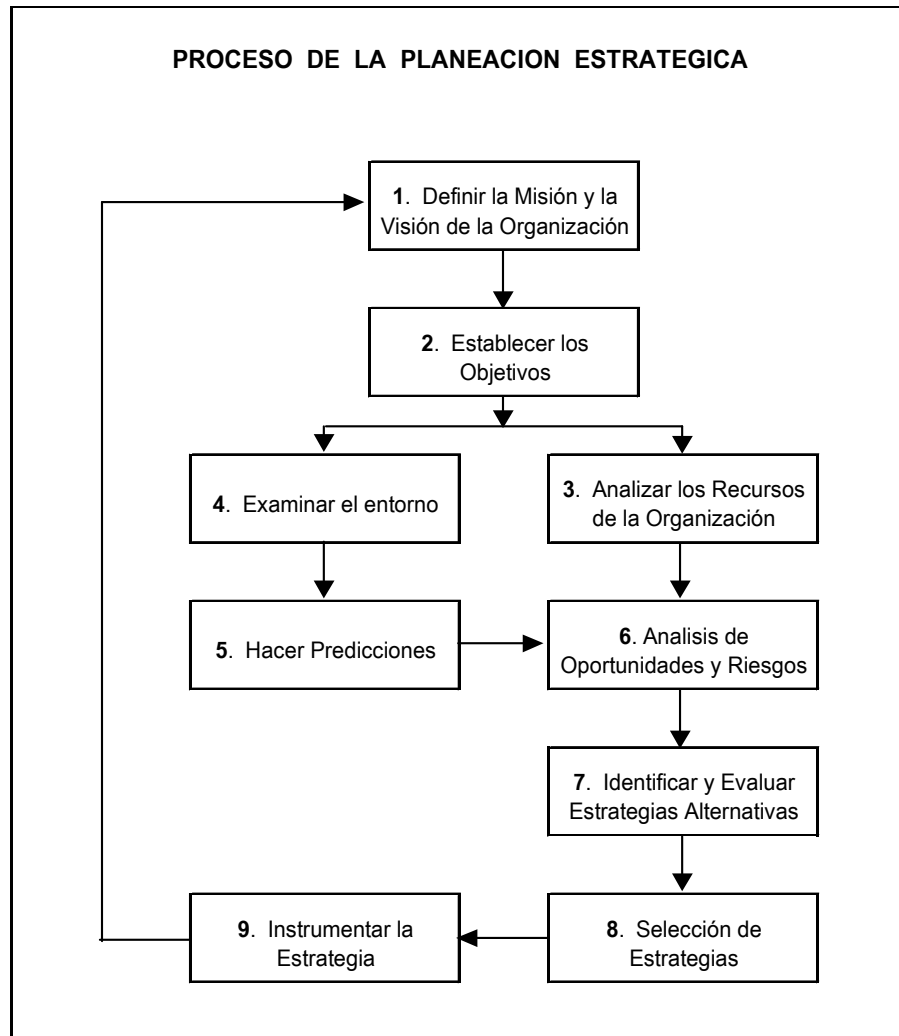 PROCESO DE LA PLANEACION ESTRATEGICA
1. Definir la Misión y la
Visión de la Organización
2. Establecer los
Objetivos
4. Examinar el entorno
3. Analizar los Recursos
de la Organización
5. Hacer Predicciones
6. Analisis de
Oportunidades y Riesgos
7. Identificar y Evaluar
Estrategias Alternativas
9. Instrumentar la
Estrategia
8. Selección de
Estrategias